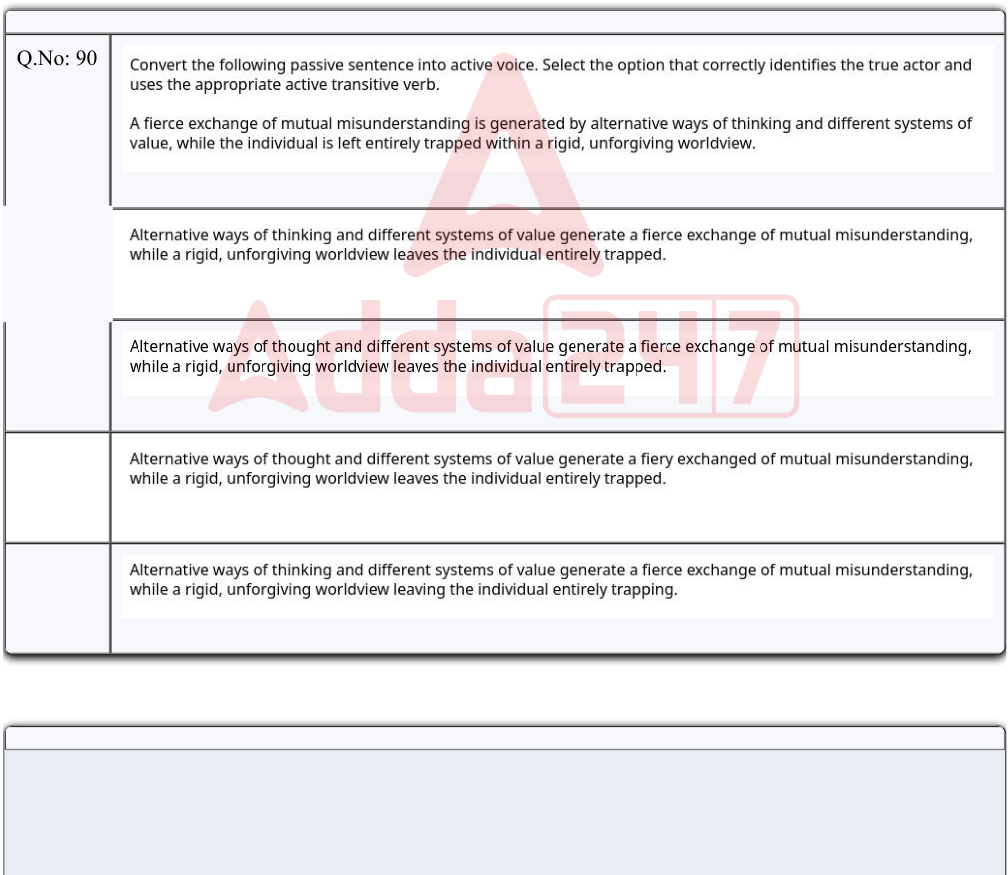 Q.No: 90
Convert the following passive sentence into active voice. Select the option that correctly identifies the true actor and
uses the appropriate active transitive verb.
A fierce exchange of mutual misunderstanding is generated by alternative ways of thinking and different systems of
value, while the individual is left entirely trapped within a rigid, unforgiving worldview.
Alternative ways of thinking and different systems of value generate a fierce exchange of mutual misunderstanding,
while a rigid, unforgiving worldview leaves the individual entirely trapped.
Adda247
Alternative ways of thought and different systems of value generate a fierce exchange of mutual misunderstanding,
while a rigid, unforgiving worldview leaves the individual entirely trapped.
Alternative ways of thought and different systems of value generate a fiery exchanged of mutual misunderstanding,
while a rigid, unforgiving worldview leaves the individual entirely trapped.
Alternative ways of thinking and different systems of value generate a fierce exchange of mutual misunderstanding,
while a rigid, unforgiving worldview leaving the individual entirely trapping.